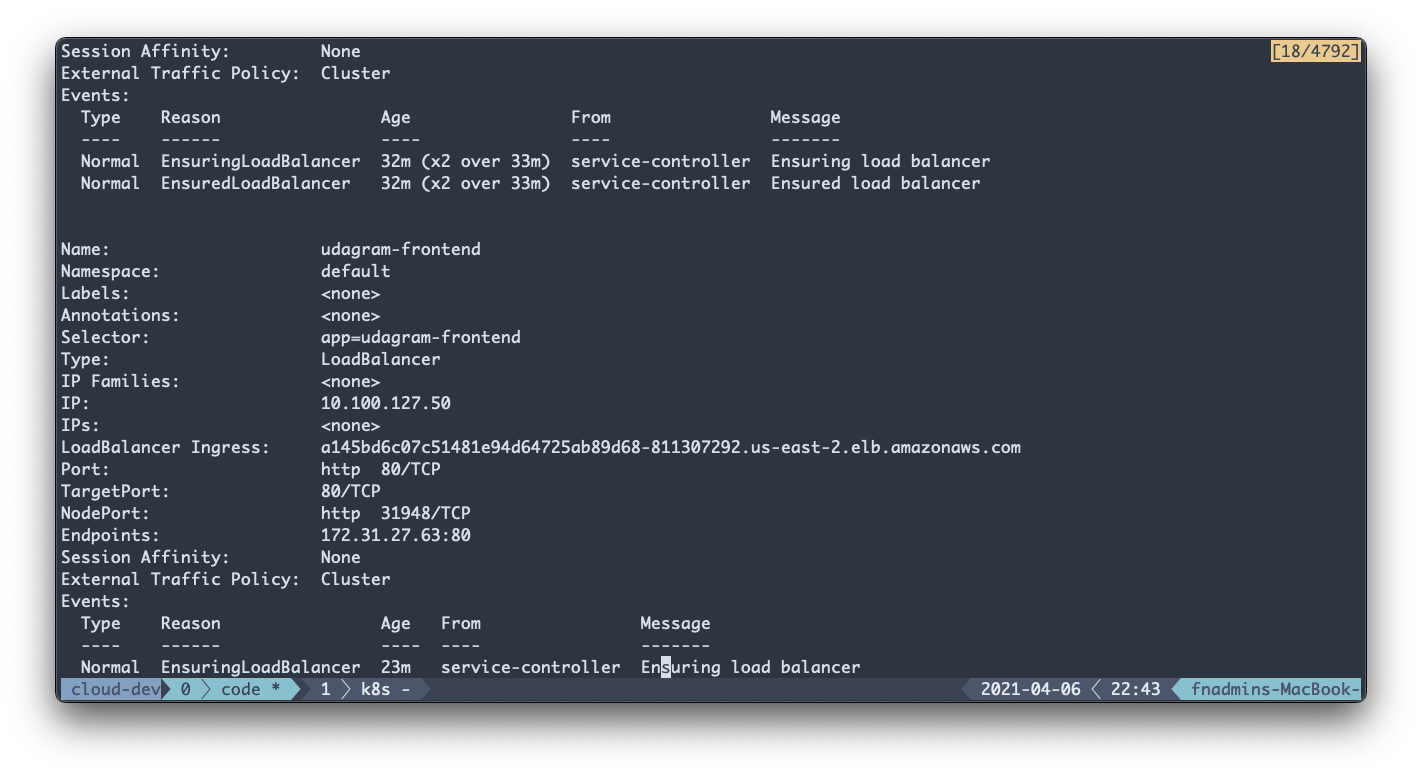 Session Affinity:         None                                                                                           [18/4792]
External Traffic Policy:  Cluster
Events:
  Type    Reason                Age                From                Message
  ----    ------                ----               ----                -------
  Normal  EnsuringLoadBalancer  32m (x2 over 33m)  service-controller  Ensuring load balancer
  Normal  EnsuredLoadBalancer   32m (x2 over 33m)  service-controller  Ensured load balancer

Name:                     udagram-frontend
Namespace:                default
Labels:                   <none>
Annotations:              <none>
Selector:                 app=udagram-frontend
Type:                     LoadBalancer
IP Families:              <none>
IP:                       10.100.127.50
IPs:                      <none>
LoadBalancer Ingress:     a145bd6c07c51481e94d64725ab89d68-811307292.us-east-2.elb.amazonaws.com
Port:                     http  80/TCP
TargetPort:               80/TCP
NodePort:                 http  31948/TCP
Endpoints:                172.31.27.63:80
Session Affinity:         None
External Traffic Policy:  Cluster
Events:
  Type    Reason                Age   From                Message
  ----    ------                ----  ----                -------
  Normal  EnsuringLoadBalancer  23m   service-controller  Ensuring load balancer
cloud-dev 0 code * 1 k8s - 2021-04-06 22:43 fnadmins-MacBook-